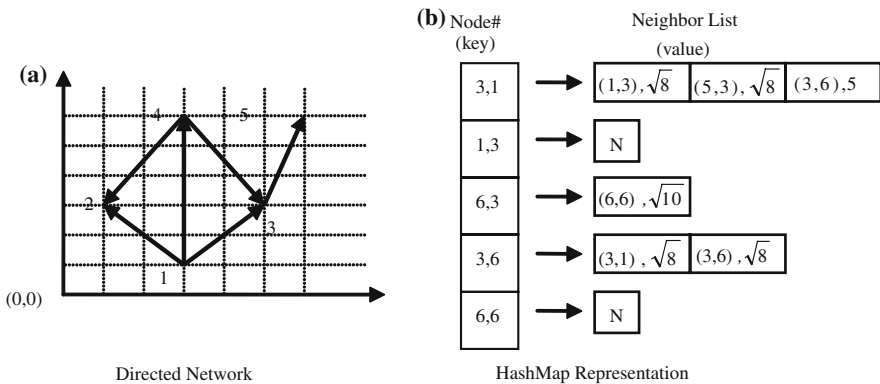 (a)
4
5
2
3
1
(0,0)
Directed Network
(b) Node# (key)
Neighbor List
(value)
3,1 (1,3),√8 (5,3),√8 (3,6),5
1,3 N
6,3 (6,6),√10
3,6 (3,1),√8 (3,6),√8
6,6 N
HashMap Representation